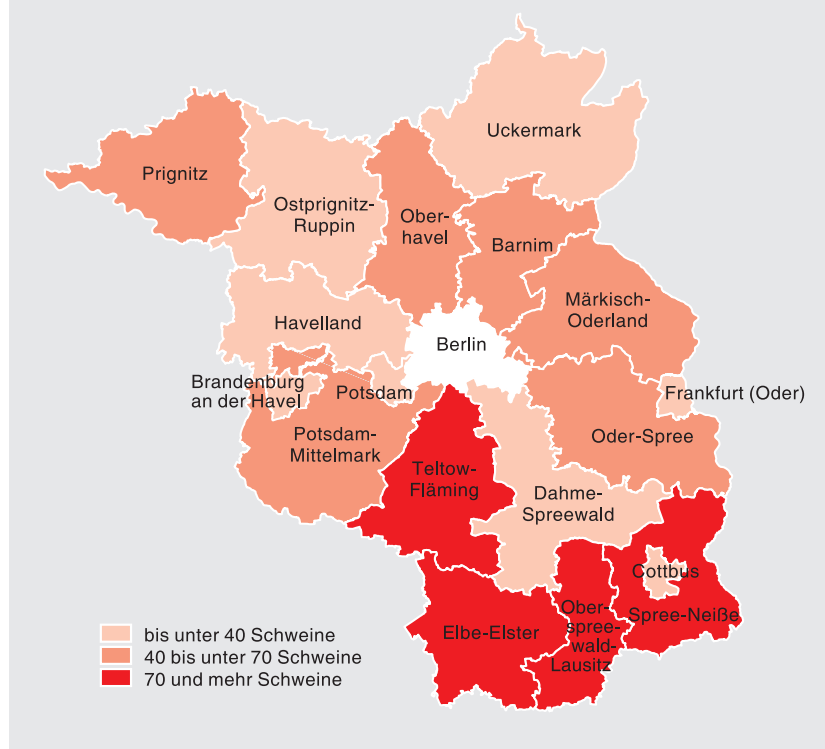 Uckermark
Prignitz
Ostprignitz-
Ruppin
Ober-
havel
Barnim
Märkisch-
Oderland
Havelland
Berlin
Brandenburg
an der Havel
Potsdam
Frankfurt (Oder)
Potsdam-
Mittelmark
Oder-Spree
Teltow-
Fläming
Dahme-
Spreewald
Cottbus
Spree-Neiße
Elbe-Elster
Ober-
spree-
wald-
Lausitz
bis unter 40 Schweine
40 bis unter 70 Schweine
70 und mehr Schweine